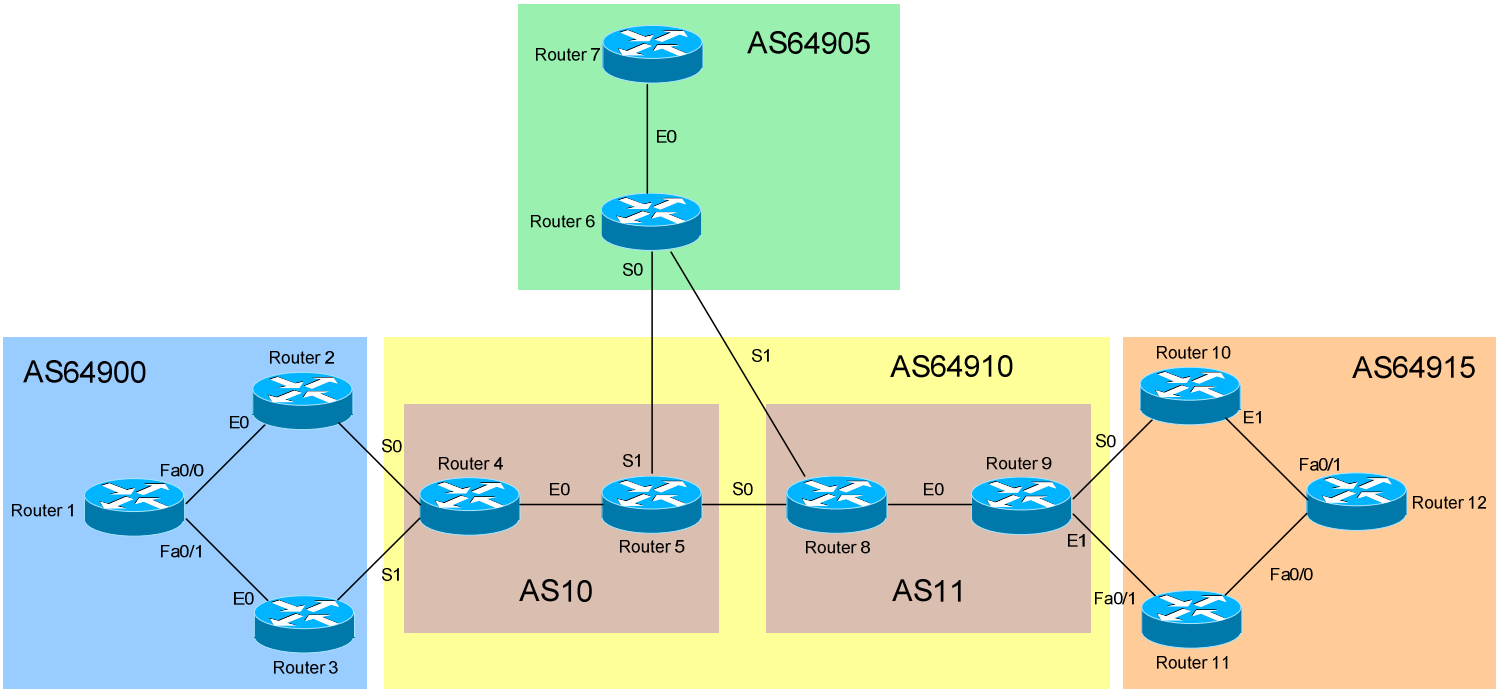 Router 7
AS64905
E0
Router 6
S0
S1
AS64900
Router 2
E0
S0
Fa0/0
Router 1
Fa0/1
E0
S1
Router 3
AS64910
Router 4
E0
S1
Router 5
S0
AS10
Router 8
E0
Router 9
S0
E1
Fa0/1
AS11
Router 10
AS64915
E1
Fa0/1
Router 12
Fa0/0
Router 11